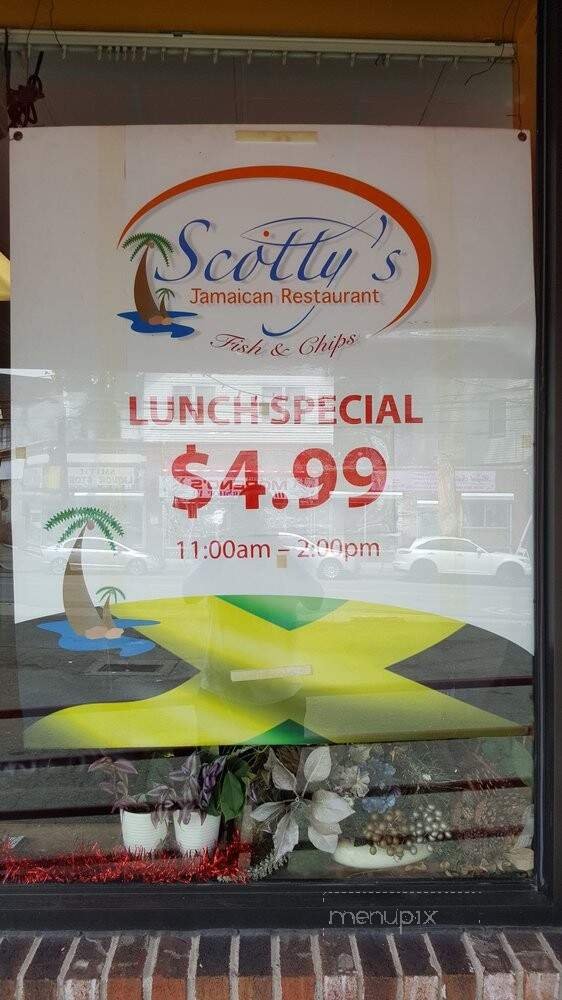 Scotty's
Jamaican Restaurant
Fish & Chips
LUNCH SPECIAL
$4.99
11:00am – 2:00pm
menupix